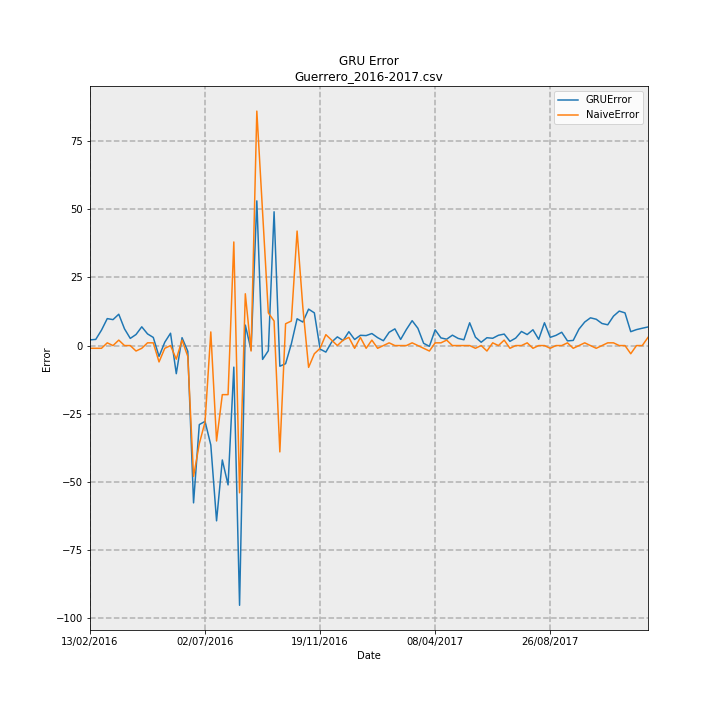 GRU Error
Guerrero_2016-2017.csv
GRUError
NaiveError
75
50
25
0
−25
−50
−75
−100
Error
13/02/2016
02/07/2016
19/11/2016
08/04/2017
26/08/2017
Date